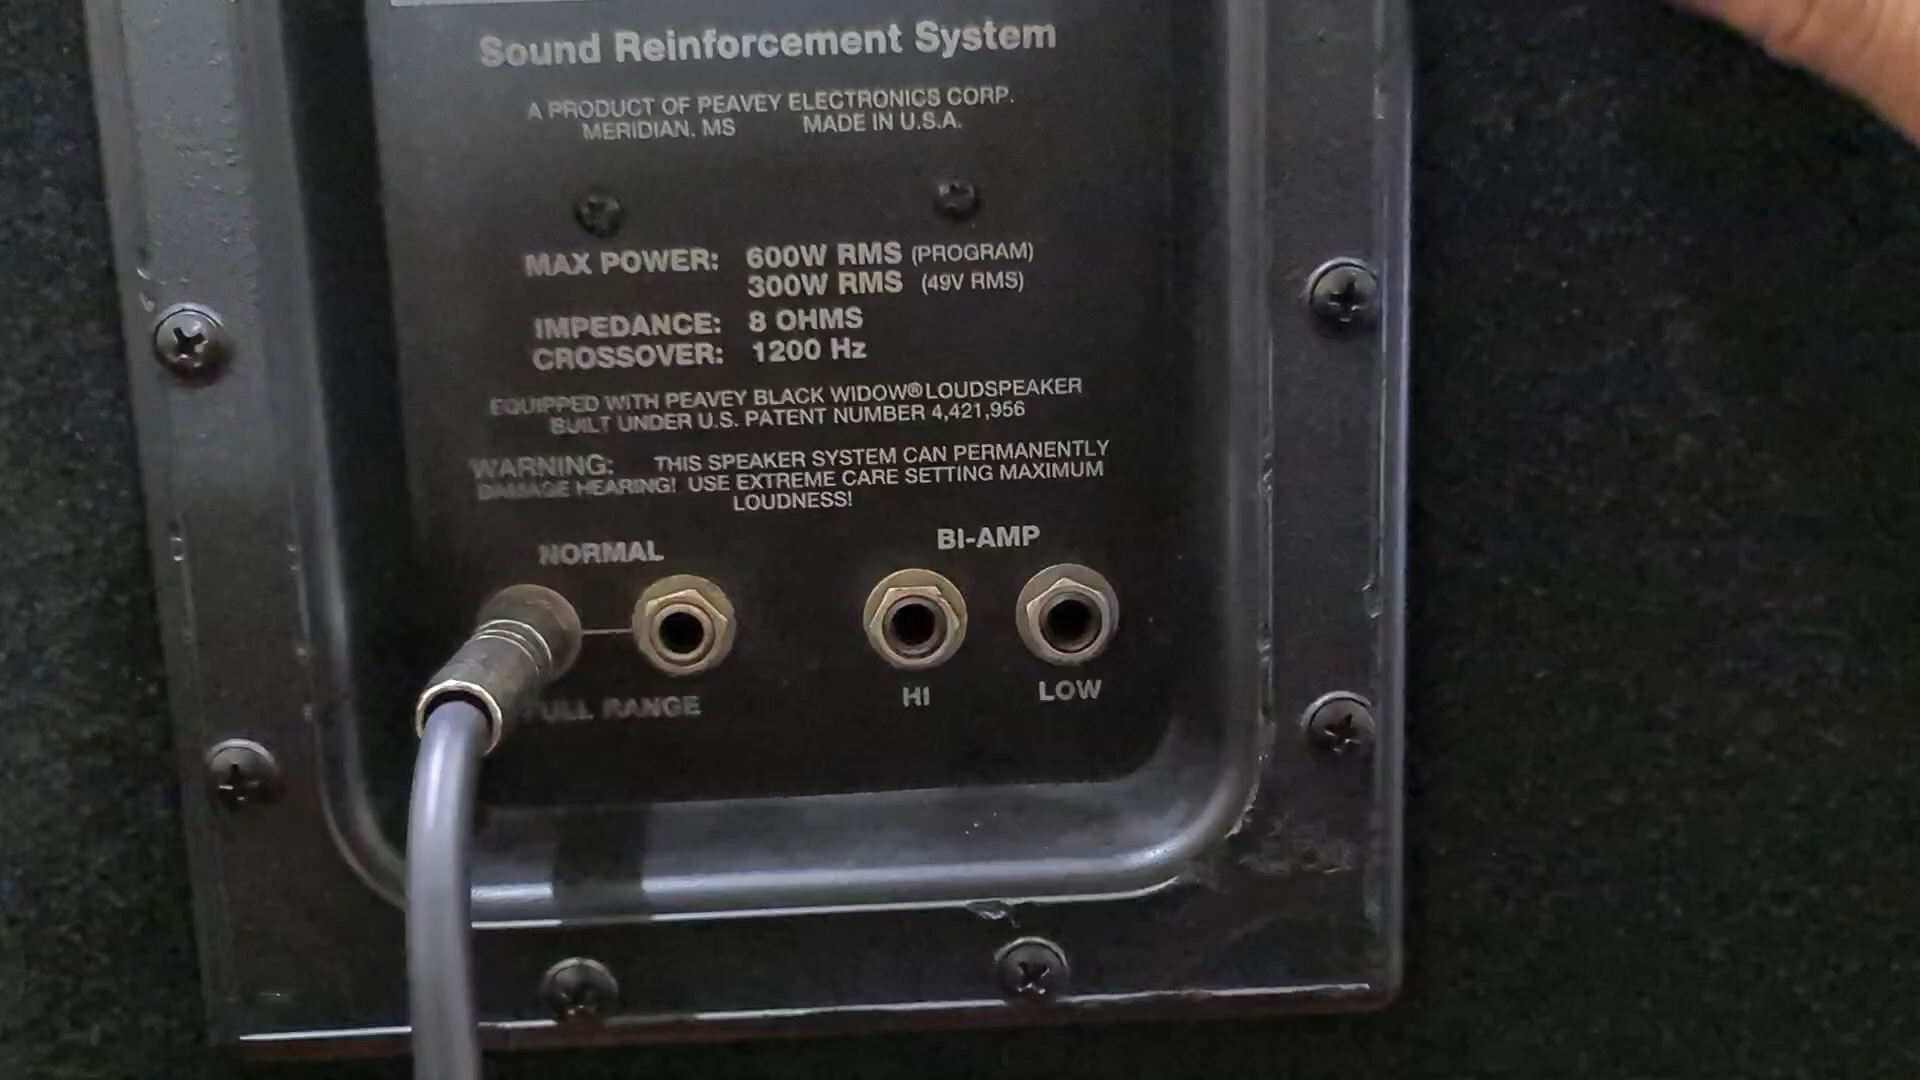 Sound Reinforcement System
A PRODUCT OF PEAVEY ELECTRONICS CORP.
MERIDIAN, MS MADE IN U.S.A.
MAX POWER: 600W RMS (PROGRAM)
300W RMS (49V RMS)
IMPEDANCE: 8 OHMS
CROSSOVER: 1200 Hz
EQUIPPED WITH PEAVEY BLACK WIDOW® LOUDSPEAKER
BUILT UNDER U.S. PATENT NUMBER 4,421,956
WARNING: THIS SPEAKER SYSTEM CAN PERMANENTLY
DAMAGE HEARING! USE EXTREME CARE SETTING MAXIMUM
LOUDNESS!
NORMAL BI-AMP
FULL RANGE HI LOW